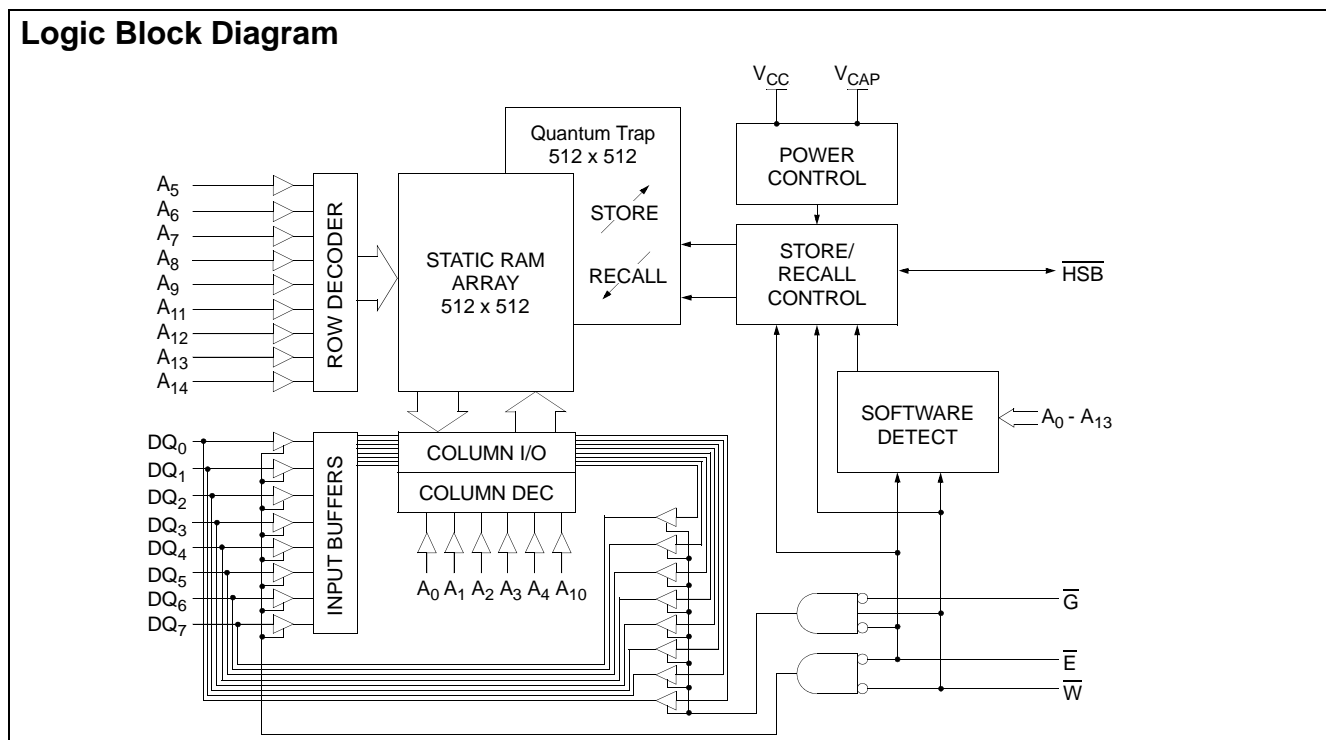 Logic Block Diagram
V_CC
V_CAP
Quantum Trap
512 x 512
POWER
CONTROL
A5
A6
A7
A8
A9
A11
A12
A13
A14
ROW DECODER
STATIC RAM
ARRAY
512 x 512
STORE
RECALL
STORE/
RECALL
CONTROL
HSB
SOFTWARE
DETECT
A0 - A13
DQ0
DQ1
DQ2
DQ3
DQ4
DQ5
DQ6
DQ7
INPUT BUFFERS
COLUMN I/O
COLUMN DEC
A0 A1 A2 A3 A4 A10
G
E
W